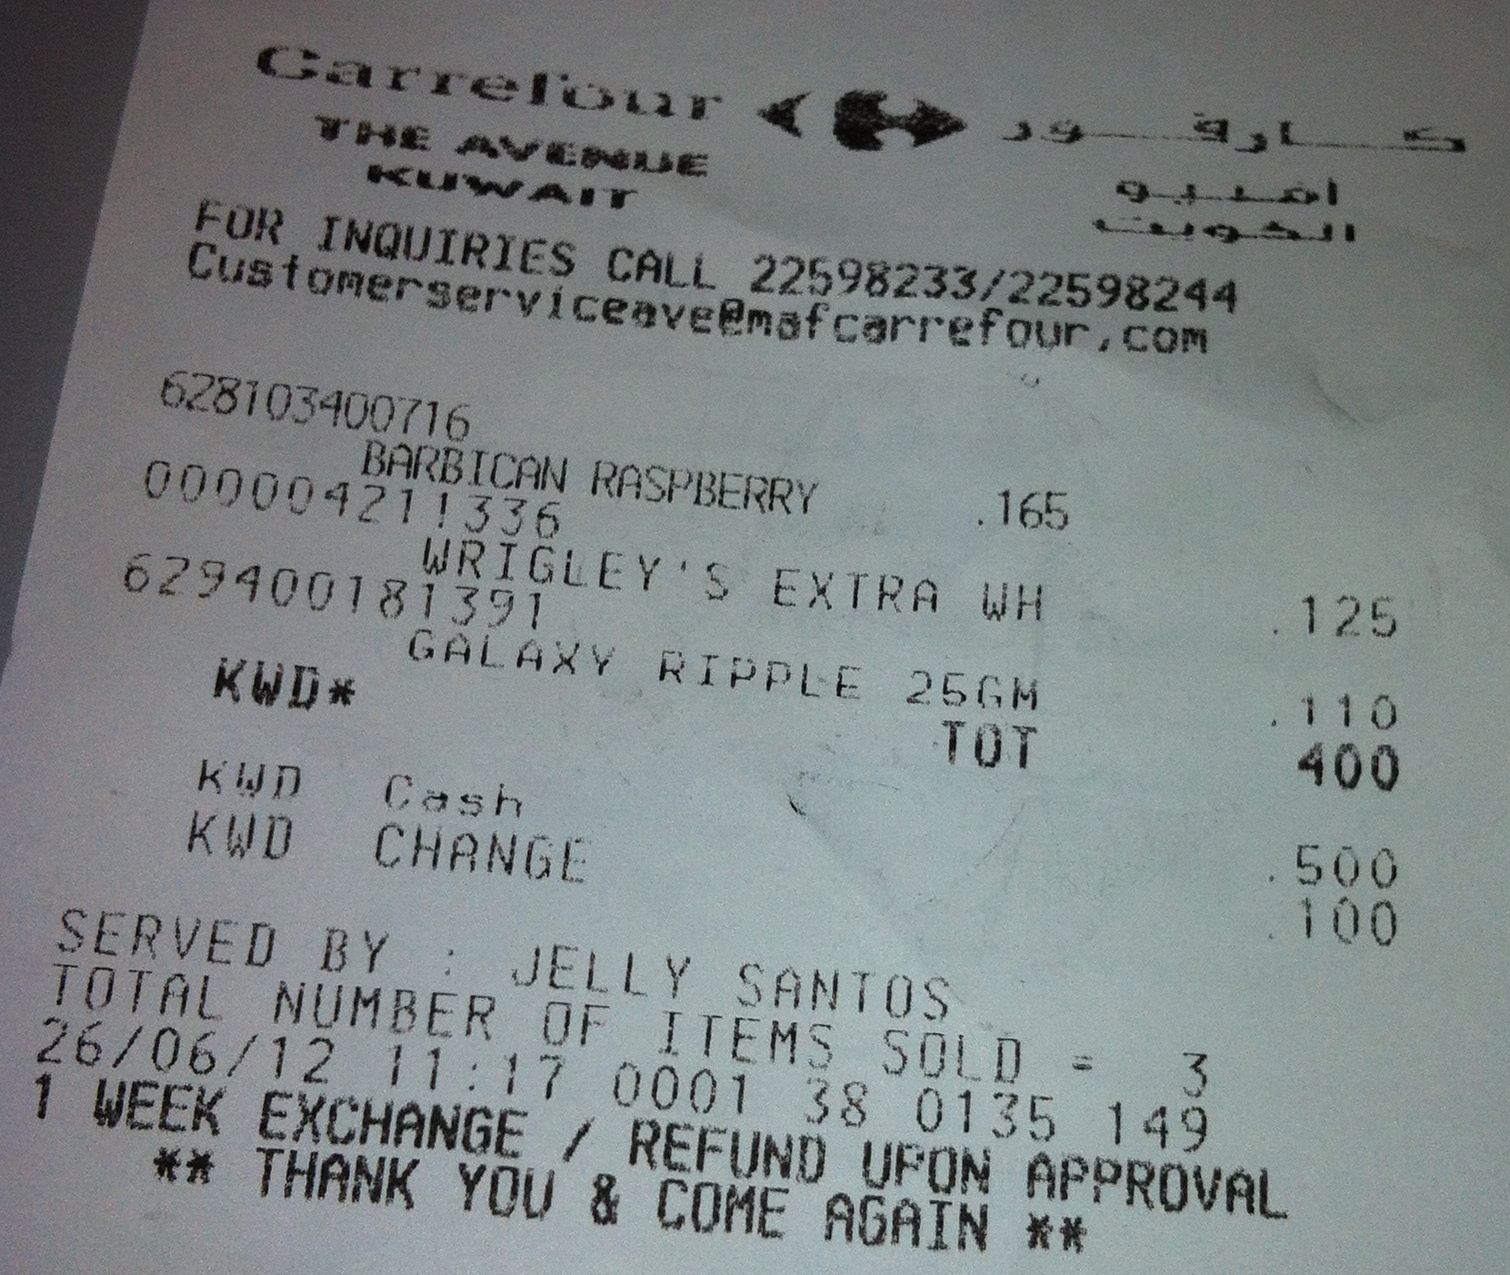 Carrefour كارفور
THE AVENUE افنيو
KUWAIT الكويت
FOR INQUIRIES CALL 22598233/22598244
Customerserviceave@mafcarrefour.com
628103400716
BARBICAN RASPBERRY .165
000004211336
WRIGLEY'S EXTRA WH .125
629400181391
GALAXY RIPPLE 25GM .110
KWD* TOT 400
KWD Cash .500
KWD CHANGE .100
SERVED BY : JELLY SANTOS
TOTAL NUMBER OF ITEMS SOLD = 3
26/06/12 11:17 0001 38 0135 149
1 WEEK EXCHANGE / REFUND UPON APPROVAL
** THANK YOU & COME AGAIN **